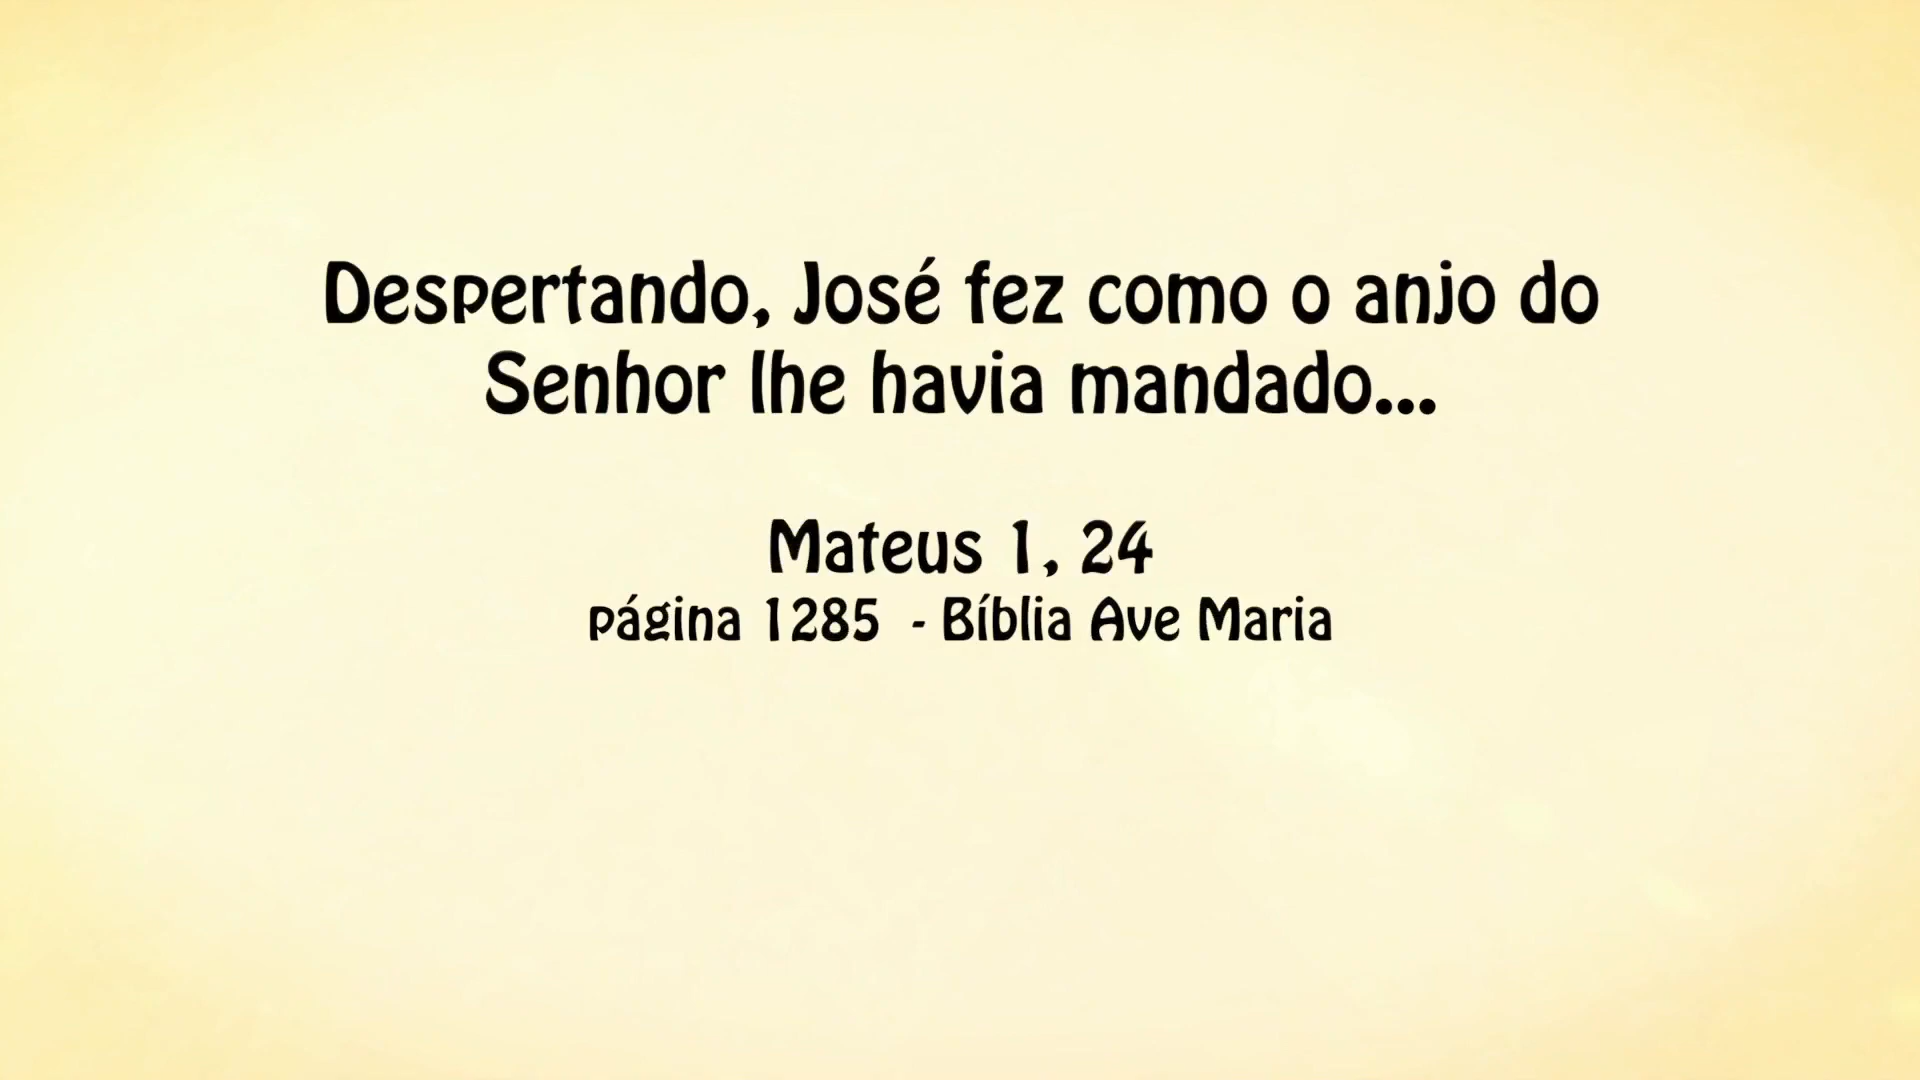 Despertando, José fez como o anjo do
Senhor lhe havia mandado...
Mateus 1, 24
página 1285 - Bíblia Ave Maria